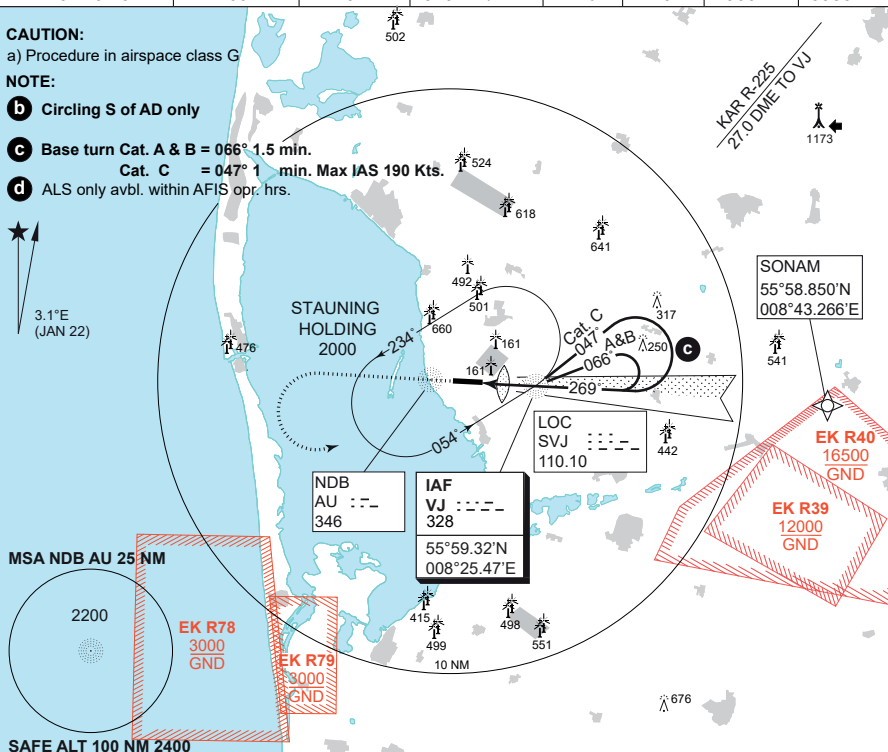 CAUTION:
a) Procedure in airspace class G
NOTE:
b Circling S of AD only
c Base turn Cat. A & B = 066° 1.5 min.
Cat. C = 047° 1 min. Max IAS 190 Kts.
d ALS only avbl. within AFIS opr. hrs.
3.1°E
(JAN 22)
502
KAR R-225
27.0 DME TO VJ
1173
524
618
641
492
501
660
476
STAUNING
HOLDING
2000
234°
054°
161
161
Cat. C
047°
A&B
066°
269°
317
250
c
541
442
SONAM
55°58.850'N
008°43.266'E
LOC
SVJ
110.10
NDB
AU
346
IAF
VJ
328
55°59.32'N
008°25.47'E
EK R40
16500
GND
EK R39
12000
GND
MSA NDB AU 25 NM
2200
EK R78
3000
GND
EK R79
3000
GND
415
499
498
551
10 NM
676
SAFE ALT 100 NM 2400